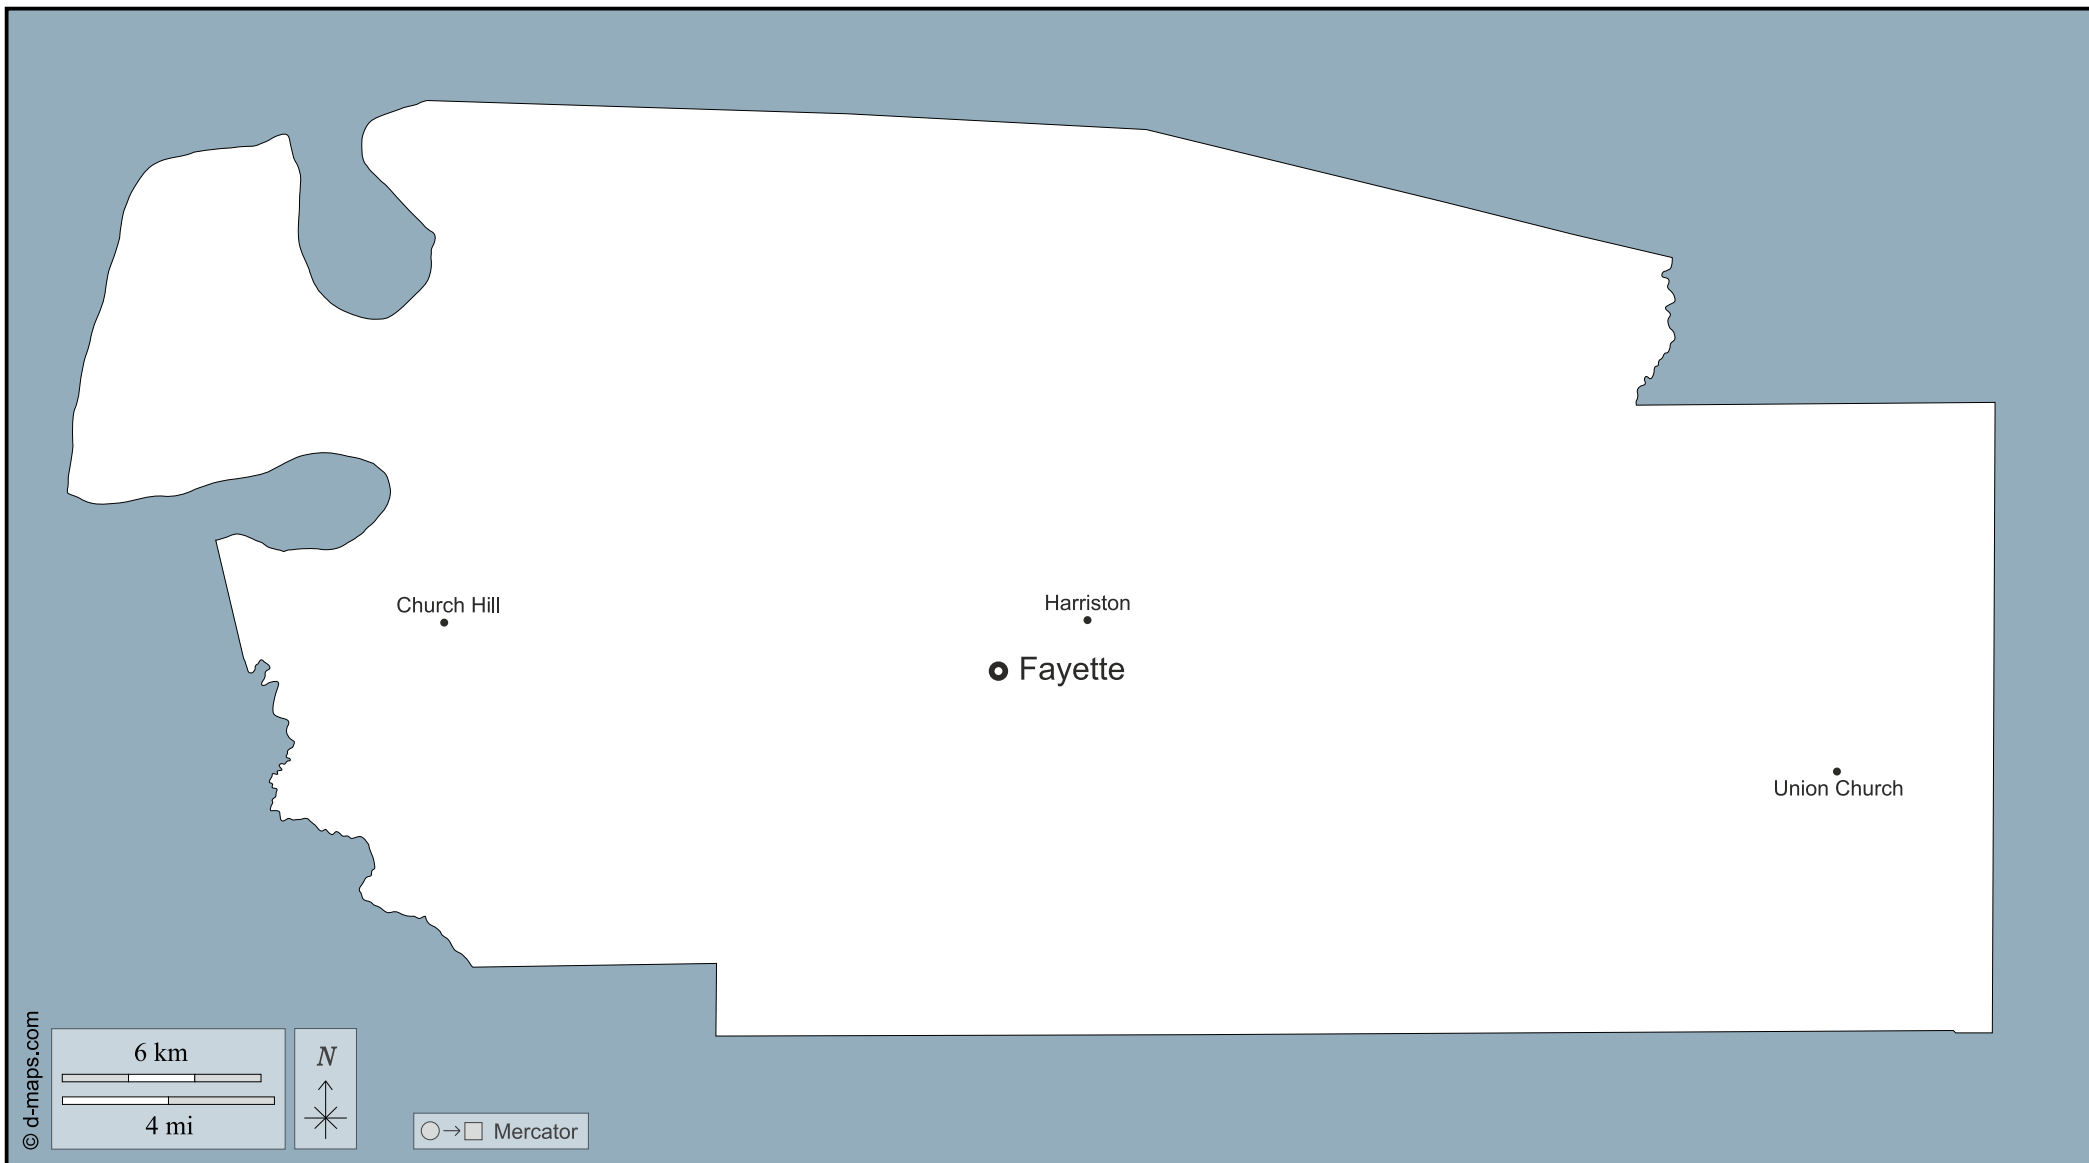 Church Hill
Harriston
Fayette
Union Church
6 km
4 mi
N
Mercator
© d-maps.com